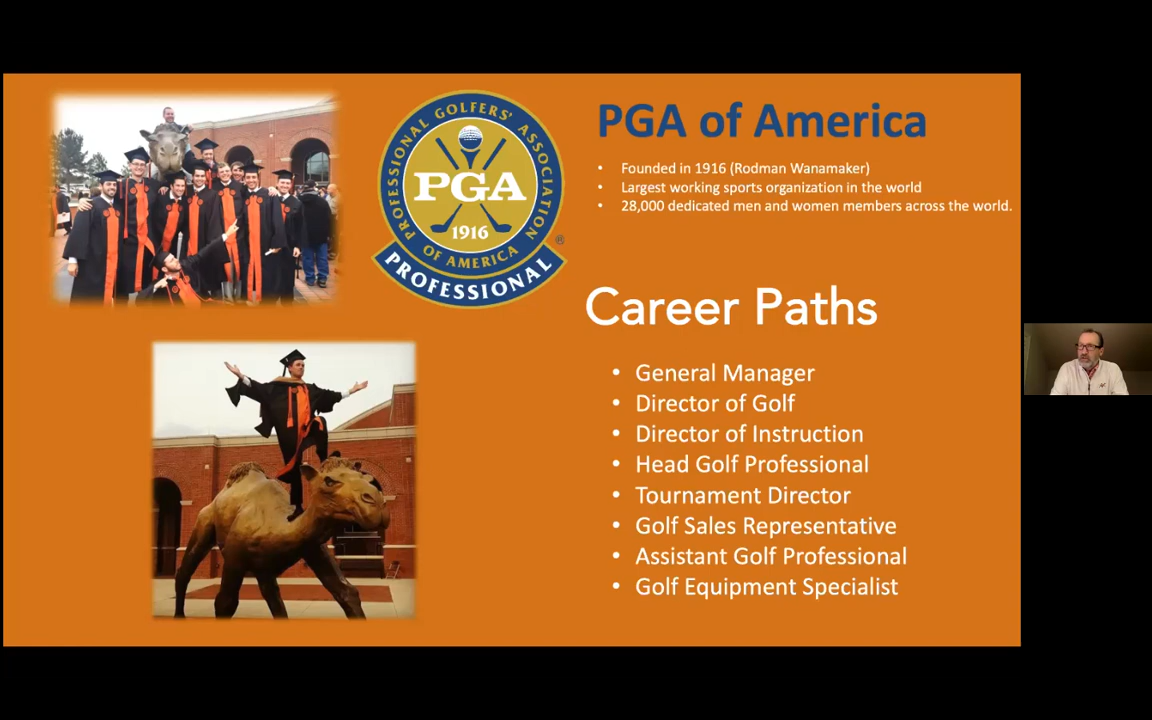 PROFESSIONAL GOLFERS' ASSOCIATION
PGA
1916
OF AMERICA
®
PROFESSIONAL
PGA of America
• Founded in 1916 (Rodman Wanamaker)
• Largest working sports organization in the world
• 28,000 dedicated men and women members across the world.
Career Paths
• General Manager
• Director of Golf
• Director of Instruction
• Head Golf Professional
• Tournament Director
• Golf Sales Representative
• Assistant Golf Professional
• Golf Equipment Specialist